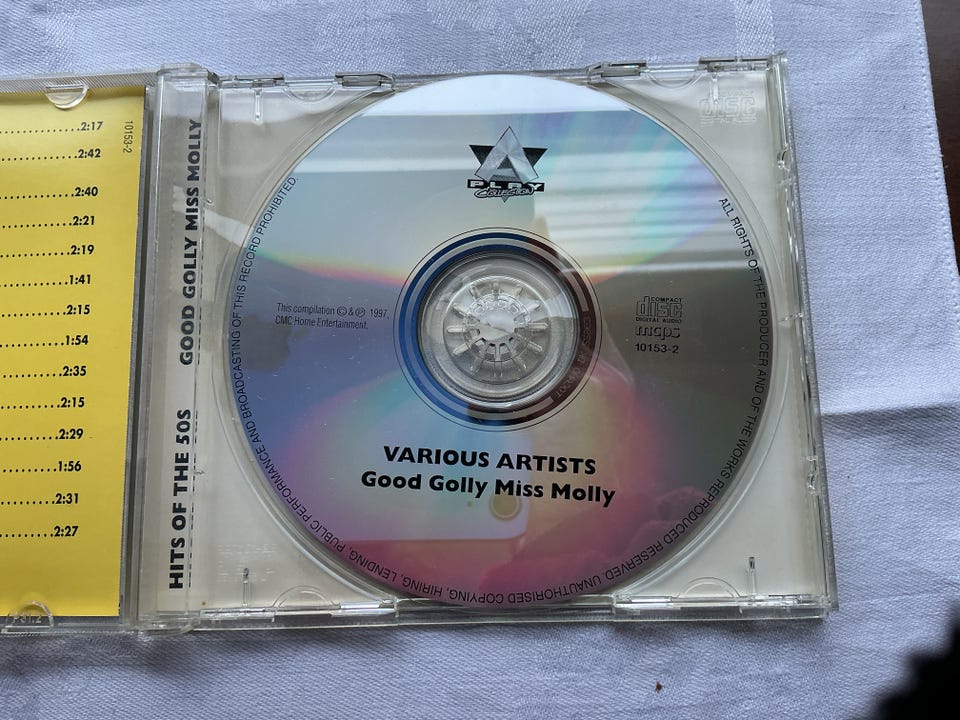 ..............2:17
..............2:42
..............2:40
..............2:21
..............2:19
..............1:41
..............2:15
..............1:54
..............2:35
..............2:15
..............2:29
..............1:56
..............2:31
..............2:27
10153-2
HITS OF THE 50S GOOD GOLLY MISS MOLLY
PLAY
COLLECTION
This compilation © & ℗ 1997,
CMC Home Entertainment.
COMPACT
disc
DIGITAL AUDIO
mcps
10153-2
VARIOUS ARTISTS
Good Golly Miss Molly
ALL RIGHTS OF THE PRODUCER AND OF THE WORKS REPRODUCED RESERVED. UNAUTHORISED COPYING, HIRING, LENDING, PUBLIC PERFORMANCE AND BROADCASTING OF THIS RECORD PROHIBITED.